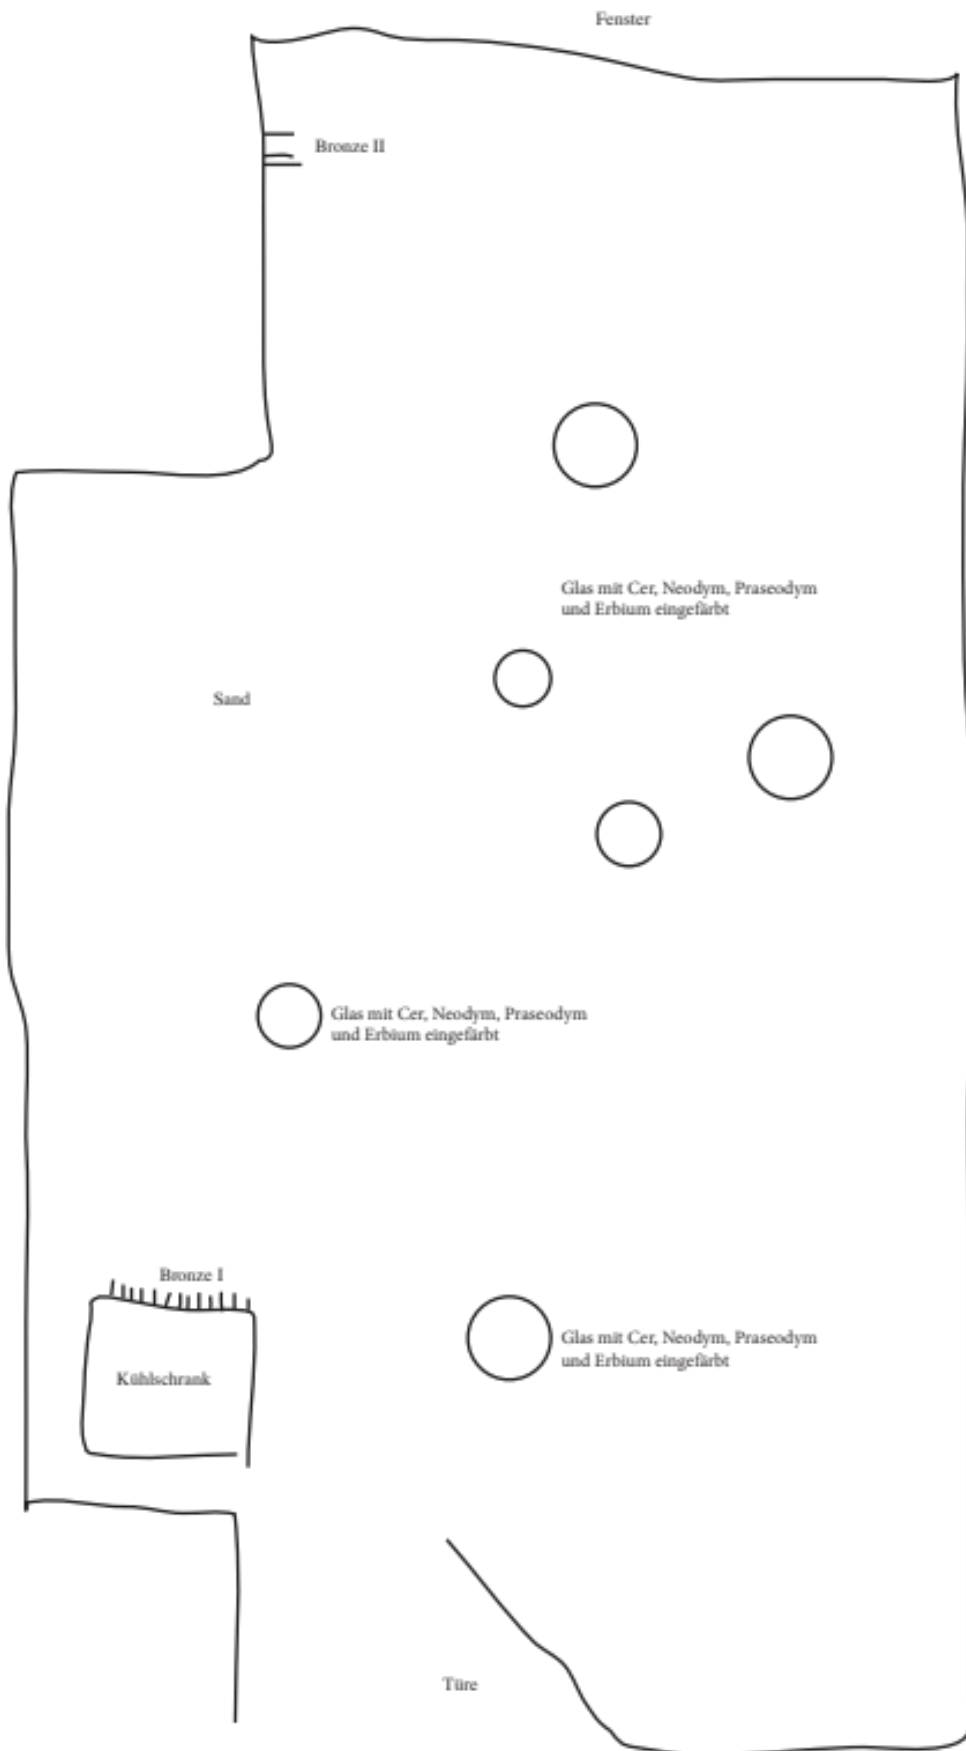 Fenster
Bronze II
Glas mit Cer, Neodym, Praseodym
und Erbium eingefärbt
Sand
Glas mit Cer, Neodym, Praseodym
und Erbium eingefärbt
Bronze I
Kühlschrank
Glas mit Cer, Neodym, Praseodym
und Erbium eingefärbt
Türe